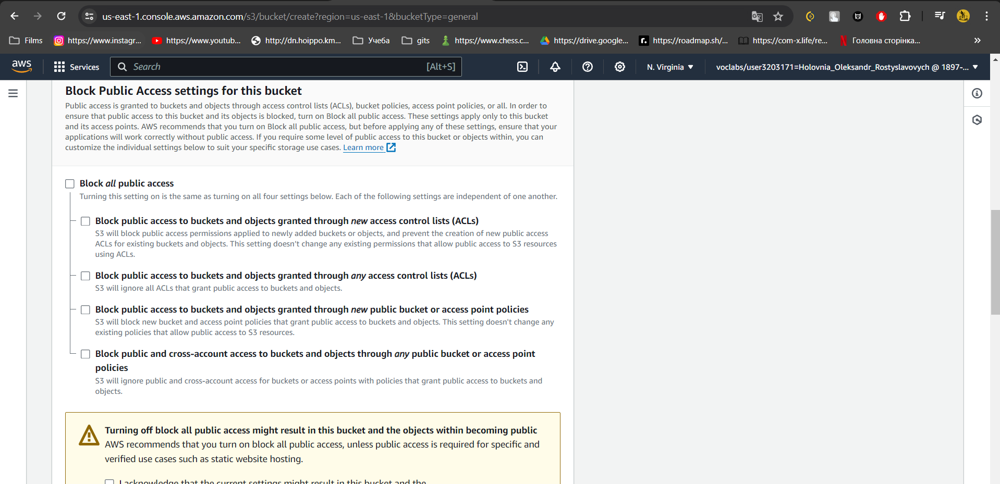 us-east-1.console.aws.amazon.com/s3/bucket/create?region=us-east-1&bucketType=general
Films https://www.instagr... https://www.youtub... http://dn.hoippo.km... Учеба gits https://www.chess.c... https://drive.google... r. https://roadmap.sh/... https://com-x.life/re... Головна сторінка...
aws Services Search [Alt+S] N. Virginia voclabs/user3203171=Holovnia_Oleksandr_Rostyslavovych @ 1897-...
Block Public Access settings for this bucket
Public access is granted to buckets and objects through access control lists (ACLs), bucket policies, access point policies, or all. In order to
ensure that public access to this bucket and its objects is blocked, turn on Block all public access. These settings apply only to this bucket
and its access points. AWS recommends that you turn on Block all public access, but before applying any of these settings, ensure that your
applications will work correctly without public access. If you require some level of public access to this bucket or objects within, you can
customize the individual settings below to suit your specific storage use cases. Learn more
Block all public access
Turning this setting on is the same as turning on all four settings below. Each of the following settings are independent of one another.
Block public access to buckets and objects granted through new access control lists (ACLs)
S3 will block public access permissions applied to newly added buckets or objects, and prevent the creation of new public access
ACLs for existing buckets and objects. This setting doesn't change any existing permissions that allow public access to S3 resources
using ACLs.
Block public access to buckets and objects granted through any access control lists (ACLs)
S3 will ignore all ACLs that grant public access to buckets and objects.
Block public access to buckets and objects granted through new public bucket or access point policies
S3 will block new bucket and access point policies that grant public access to buckets and objects. This setting doesn't change any
existing policies that allow public access to S3 resources.
Block public and cross-account access to buckets and objects through any public bucket or access point
policies
S3 will ignore public and cross-account access for buckets or access points with policies that grant public access to buckets and
objects.
Turning off block all public access might result in this bucket and the objects within becoming public
AWS recommends that you turn on block all public access, unless public access is required for specific and
verified use cases such as static website hosting.
I acknowledge that the current settings might result in this bucket and the